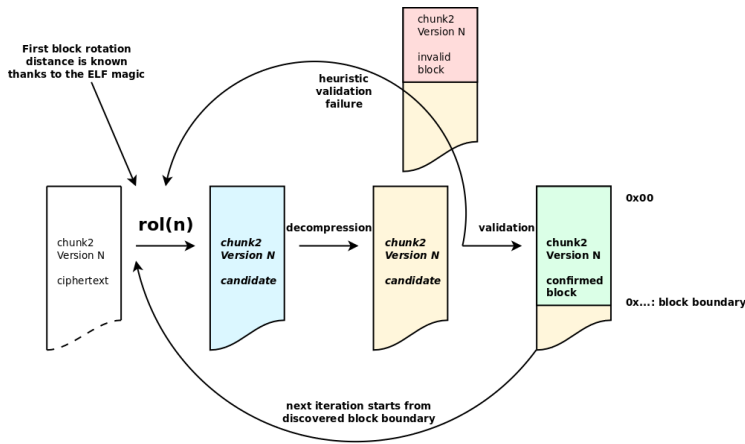 chunk2
Version N
invalid
block
First block rotation
distance is known
thanks to the ELF magic
heuristic
validation
failure
0x00
rol(n)
decompression
validation
chunk2
Version N
ciphertext
chunk2
Version N
candidate
chunk2
Version N
candidate
chunk2
Version N
confirmed
block
0x...: block boundary
next iteration starts from
discovered block boundary